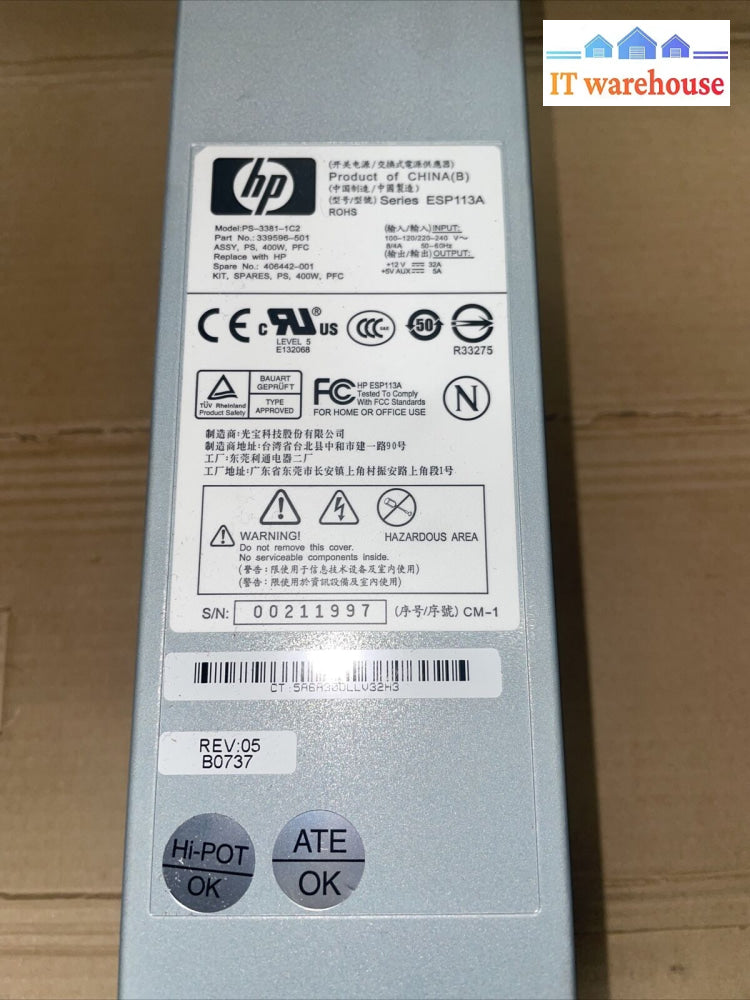 IT warehouse
hp
(开关电源/交換式電源供應器)
Product of CHINA(B)
(中国制造/中國製造)
(型号/型號) Series ESP113A
ROHS
Model:PS-3381-1C2
Part No.:339596-501
ASSY, PS, 400W, PFC
Replace with HP
Spare No.: 406442-001
KIT, SPARES, PS, 400W, PFC
(输入/輸入) INPUT:
100-120/220-240 V~
8/4A 50-60Hz
(输出/輸出) OUTPUT:
+12 V 32A
+5V AUX 5A
CE
c RU ® US
LEVEL 5
E132068
CCC
50
R33275
TÜV Rheinland
Product Safety
BAUART
GEPRÜFT
TYPE
APPROVED
FC HP ESP113A
Tested To Comply
With FCC Standards
FOR HOME OR OFFICE USE
N
制造商:光宝科技股份有限公司
制造商地址:台湾省台北县中和市建一路90号
工厂:东莞利通电器二厂
工厂地址:广东省东莞市长安镇上角村振安路上角段1号
WARNING!
Do not remove this cover.
No serviceable components inside.
HAZARDOUS AREA
(警告:限使用于信息技术设备及室内使用)
(警告:限使用於資訊設備及室內使用)
S/N: 00211997 (序号/序號) CM-1
CT:5A6A30DLLV32H3
REV:05
B0737
Hi-POT
OK
ATE
OK